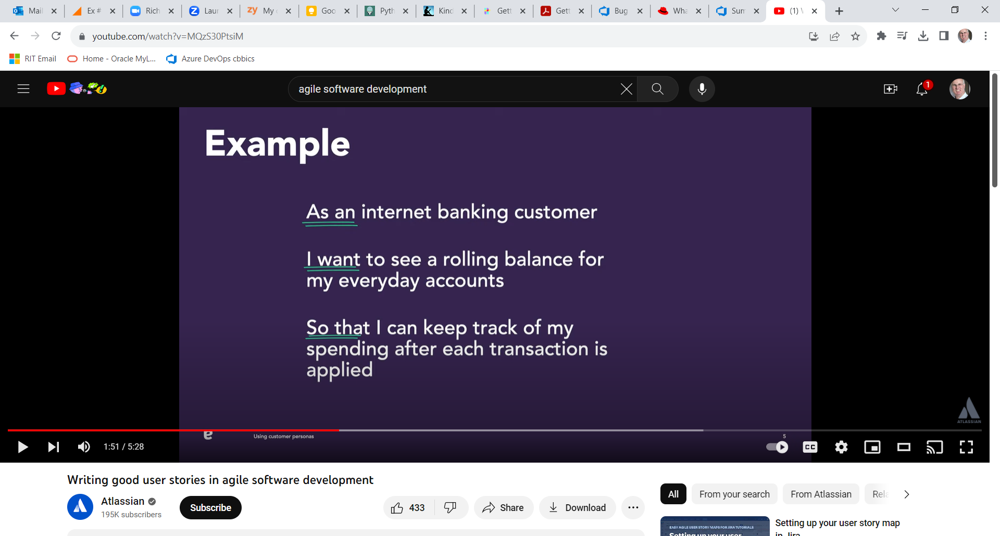 Mail
Ex #
Rich
Laun
My
Goo
Pyth
Kind
Gett
Gett
Bug
Wha
Sum
(1)
youtube.com/watch?v=MQzS30PtsiM
RIT Email
Home - Oracle MyL...
Azure DevOps cbbics
agile software development
1
Example
As an internet banking customer
I want to see a rolling balance for
my everyday accounts
So that I can keep track of my
spending after each transaction is
applied
ATLASSIAN
e
Using customer personas
5
1:51 / 5:28
CC
Writing good user stories in agile software development
Atlassian
195K subscribers
Subscribe
433
Share
Download
All
From your search
From Atlassian
Rela
EASY AGILE USER STORY MAPS FOR JIRA TUTORIALS
Setting up your user
Setting up your user story map
in Jira